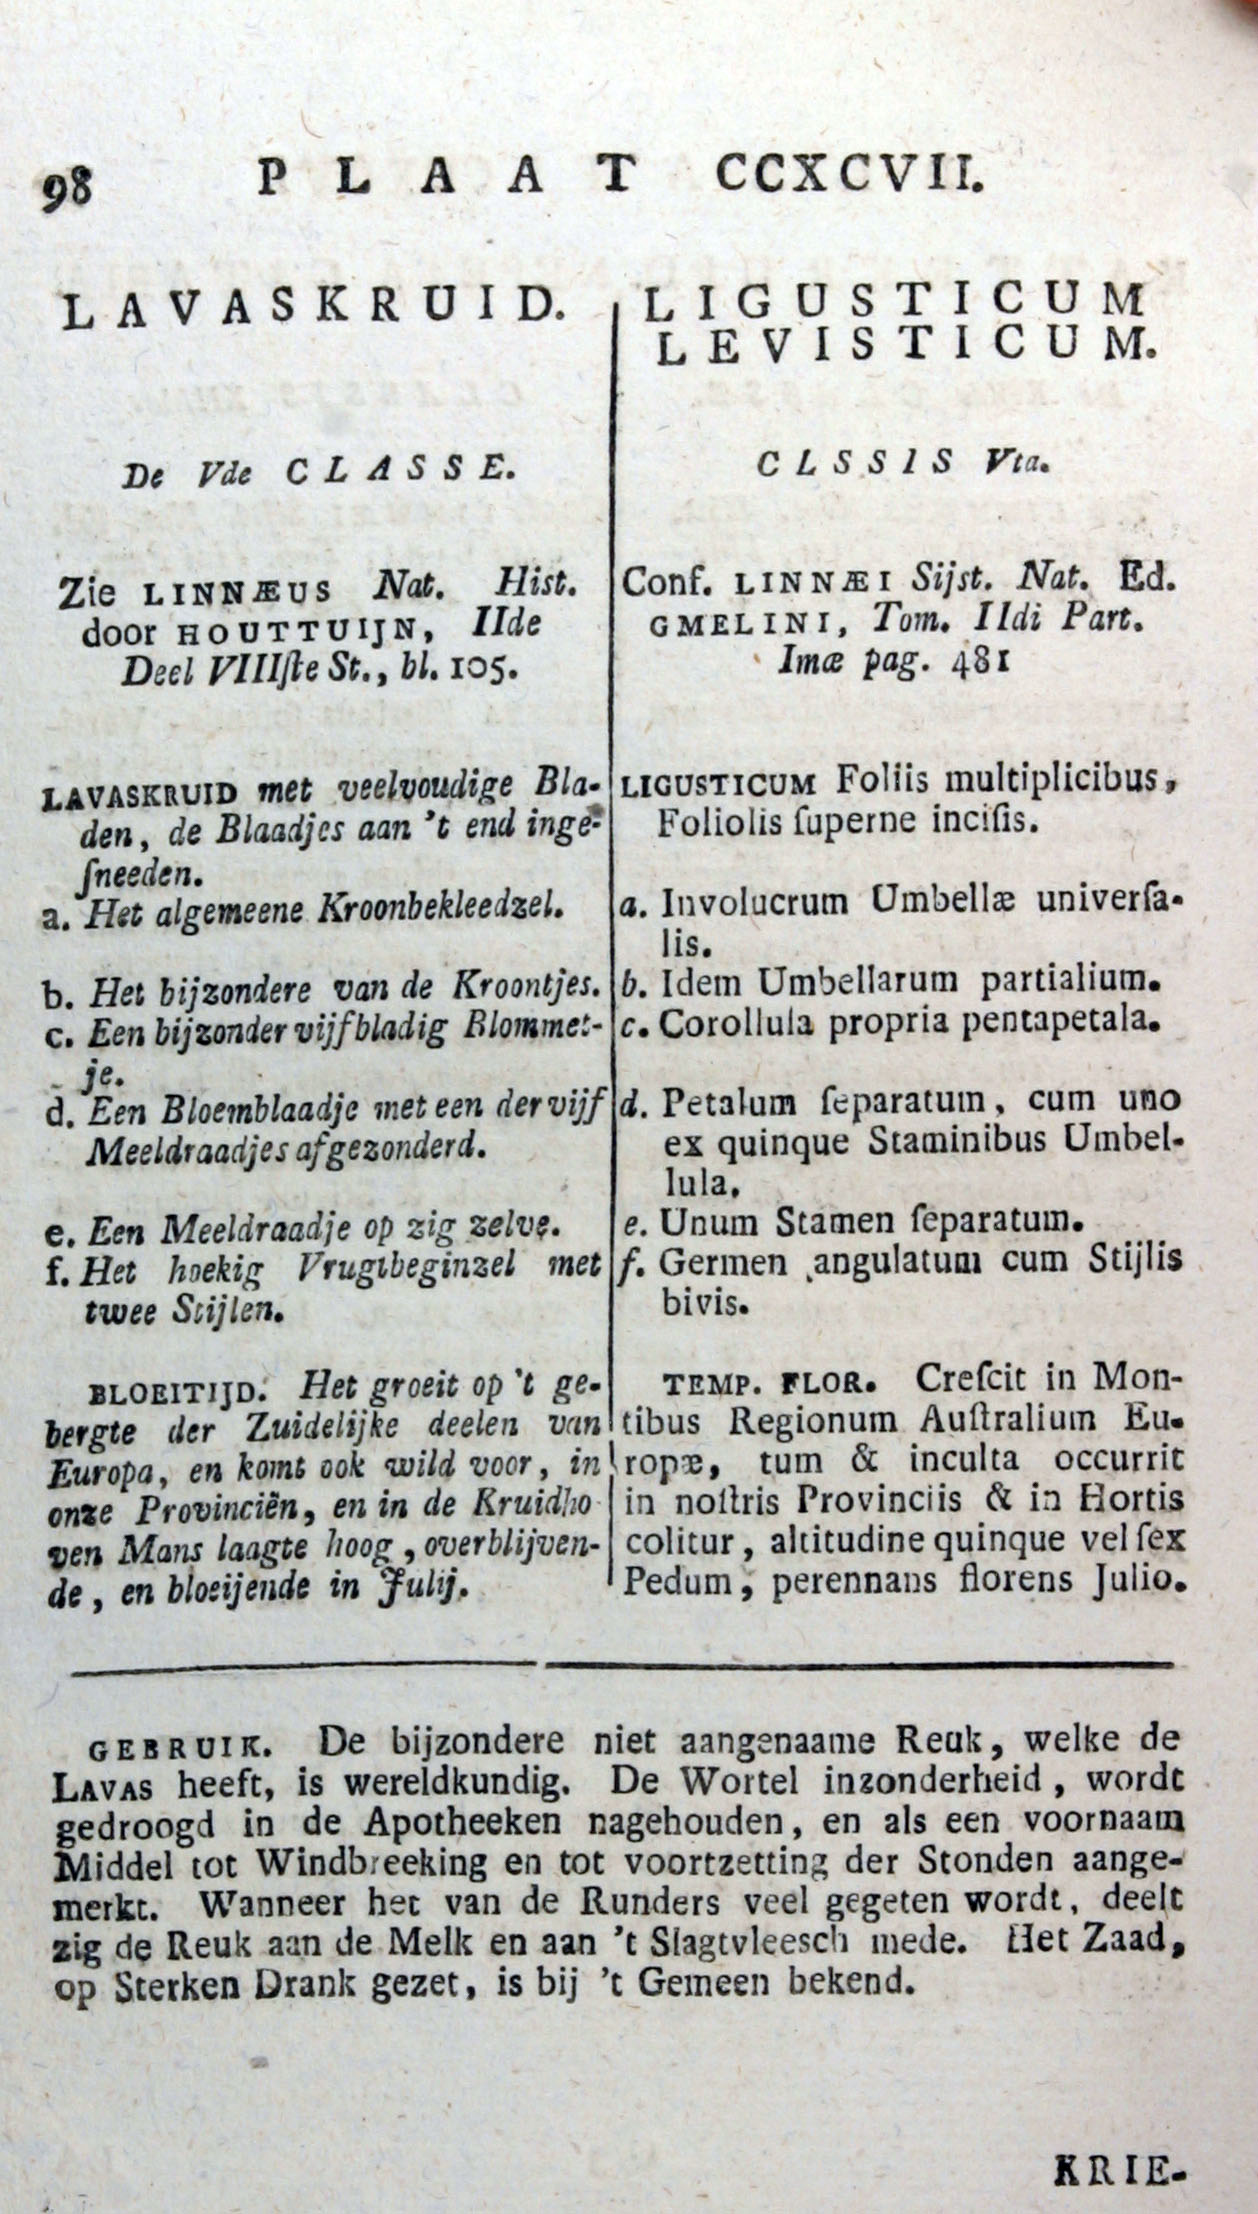 98 PLAAT CCXCVII.
LAVASKRUID.
De Vde CLASSE.
Zie LINNÆUS Nat. Hist.
door HOUTTUIJN, IIde
Deel VIIIſte St., bl. 105.
LAVASKRUID met veelvoudige Bla-
den, de Blaadjes aan 't end inge-
ſneeden.
a. Het algemeene Kroonbekleedzel.
b. Het bijzondere van de Kroontjes.
c. Een bijzonder vijfbladig Blommet-
je.
d. Een Bloemblaadje met een der vijf
Meeldraadjes afgezonderd.
e. Een Meeldraadje op zig zelve.
f. Het hoekig Vrugtbeginzel met
twee Stijlen.
BLOEITIJD. Het groeit op 't ge-
bergte der Zuidelijke deelen van
Europa, en komt ook wild voor, in
onze Provinciën, en in de Kruidho
ven Mans laagte hoog, overblijven-
de, en bloeijende in Julij.
LIGUSTICUM
LEVISTICUM.
CLSSIS Vta.
Conf. LINNÆI Sijst. Nat. Ed.
GMELINI, Tom. IIdi Part.
Imæ pag. 481
LIGUSTICUM Foliis multiplicibus,
Foliolis ſuperne inciſis.
a. Involucrum Umbellæ univerſa-
lis.
b. Idem Umbellarum partialium.
c. Corollula propria pentapetala.
d. Petalum ſeparatum, cum uno
ex quinque Staminibus Umbel-
lula.
e. Unum Stamen ſeparatum.
f. Germen angulatum cum Stijlis
bivis.
TEMP. FLOR. Creſcit in Mon-
tibus Regionum Auſtralium Eu-
ropæ, tum & inculta occurrit
in noſtris Provinciis & in Hortis
colitur, altitudine quinque vel ſex
Pedum, perennans florens Julio.
GEBRUIK. De bijzondere niet aangenaame Reuk, welke de
LAVAS heeft, is wereldkundig. De Wortel inzonderheid, wordt
gedroogd in de Apotheeken nagehouden, en als een voornaam
Middel tot Windbreeking en tot voortzetting der Stonden aange-
merkt. Wanneer het van de Runders veel gegeten wordt, deelt
zig de Reuk aan de Melk en aan 't Slagtvleesch mede. Het Zaad,
op Sterken Drank gezet, is bij 't Gemeen bekend.
KRIE-